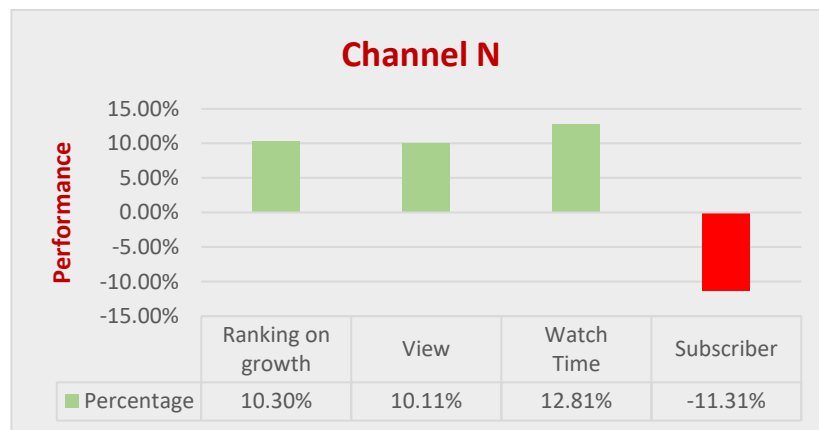 Channel N
Performance
15.00%
10.00%
5.00%
0.00%
-5.00%
-10.00%
-15.00%
Ranking on
growth
View
Watch
Time
Subscriber
Percentage 10.30% 10.11% 12.81% -11.31%